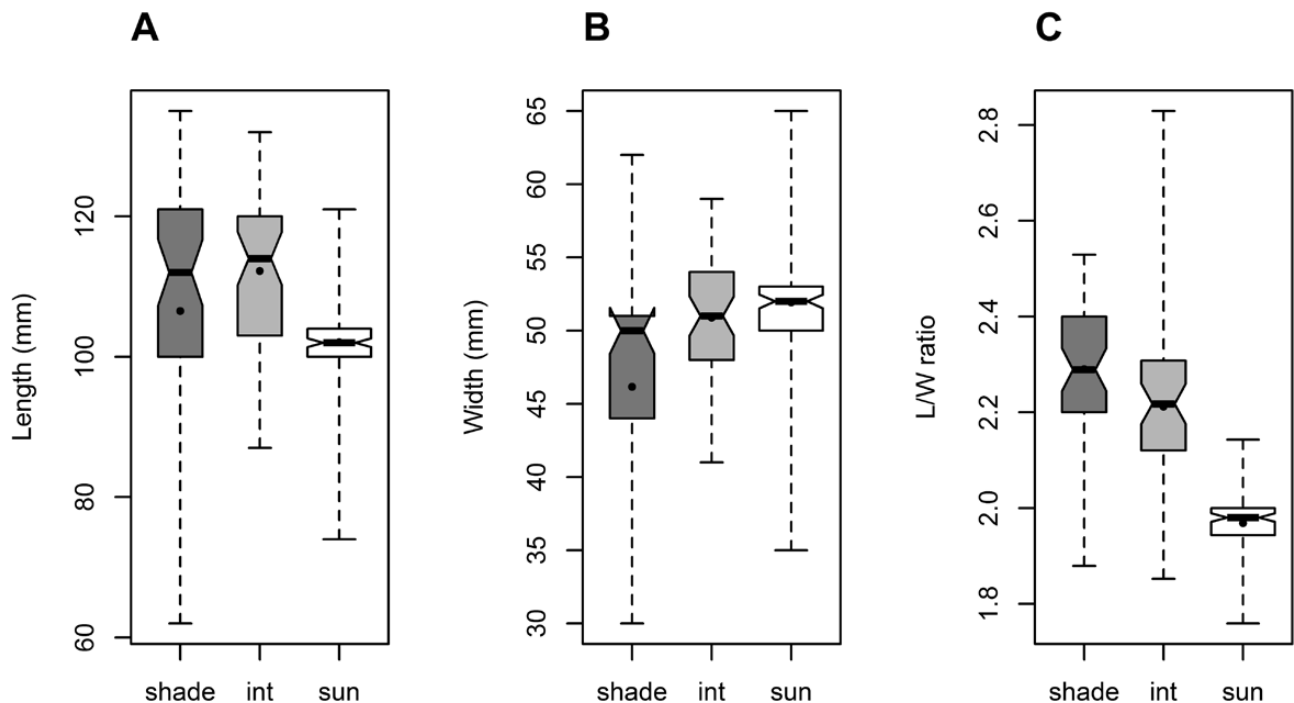 A
Length (mm)
120
100
80
60
shade int sun
B
Width (mm)
65
60
55
50
45
40
35
30
shade int sun
C
L/W ratio
2.8
2.6
2.4
2.2
2.0
1.8
shade int sun